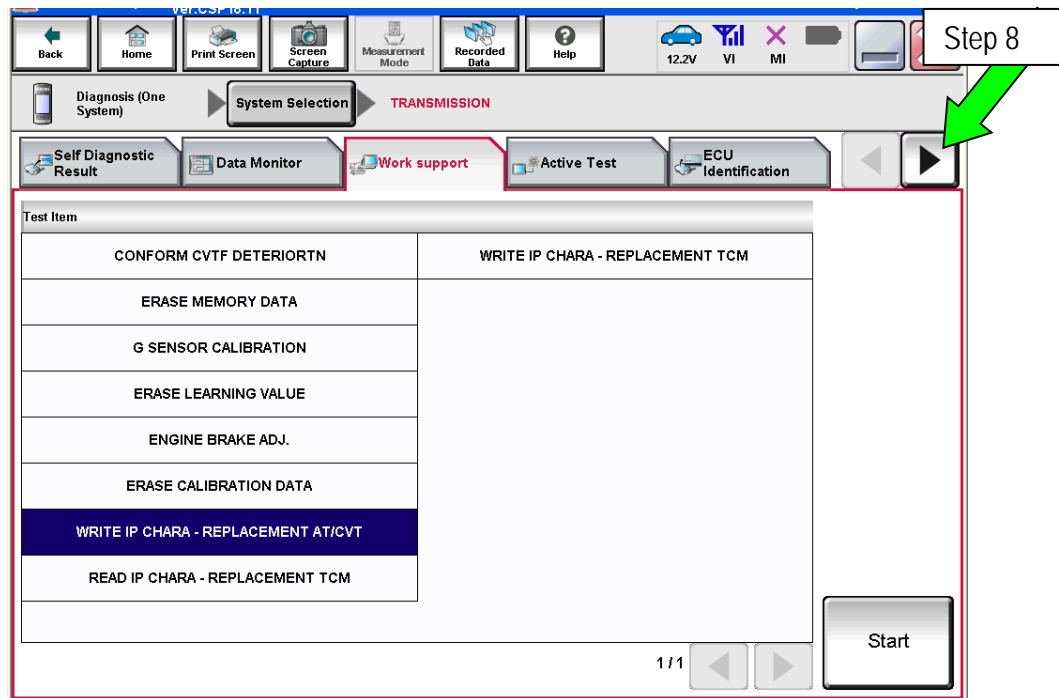 Ver.CSP16.11
Back
Home
Print Screen
Screen
Capture
Measurement
Mode
Recorded
Data
Help
12.2V
VI
MI
Step 8
Diagnosis (One
System)
System Selection
TRANSMISSION
Self Diagnostic
Result
Data Monitor
Work support
Active Test
ECU
Identification
Test Item
CONFORM CVTF DETERIORTN
WRITE IP CHARA - REPLACEMENT TCM
ERASE MEMORY DATA
G SENSOR CALIBRATION
ERASE LEARNING VALUE
ENGINE BRAKE ADJ.
ERASE CALIBRATION DATA
WRITE IP CHARA - REPLACEMENT AT/CVT
READ IP CHARA - REPLACEMENT TCM
1/1
Start